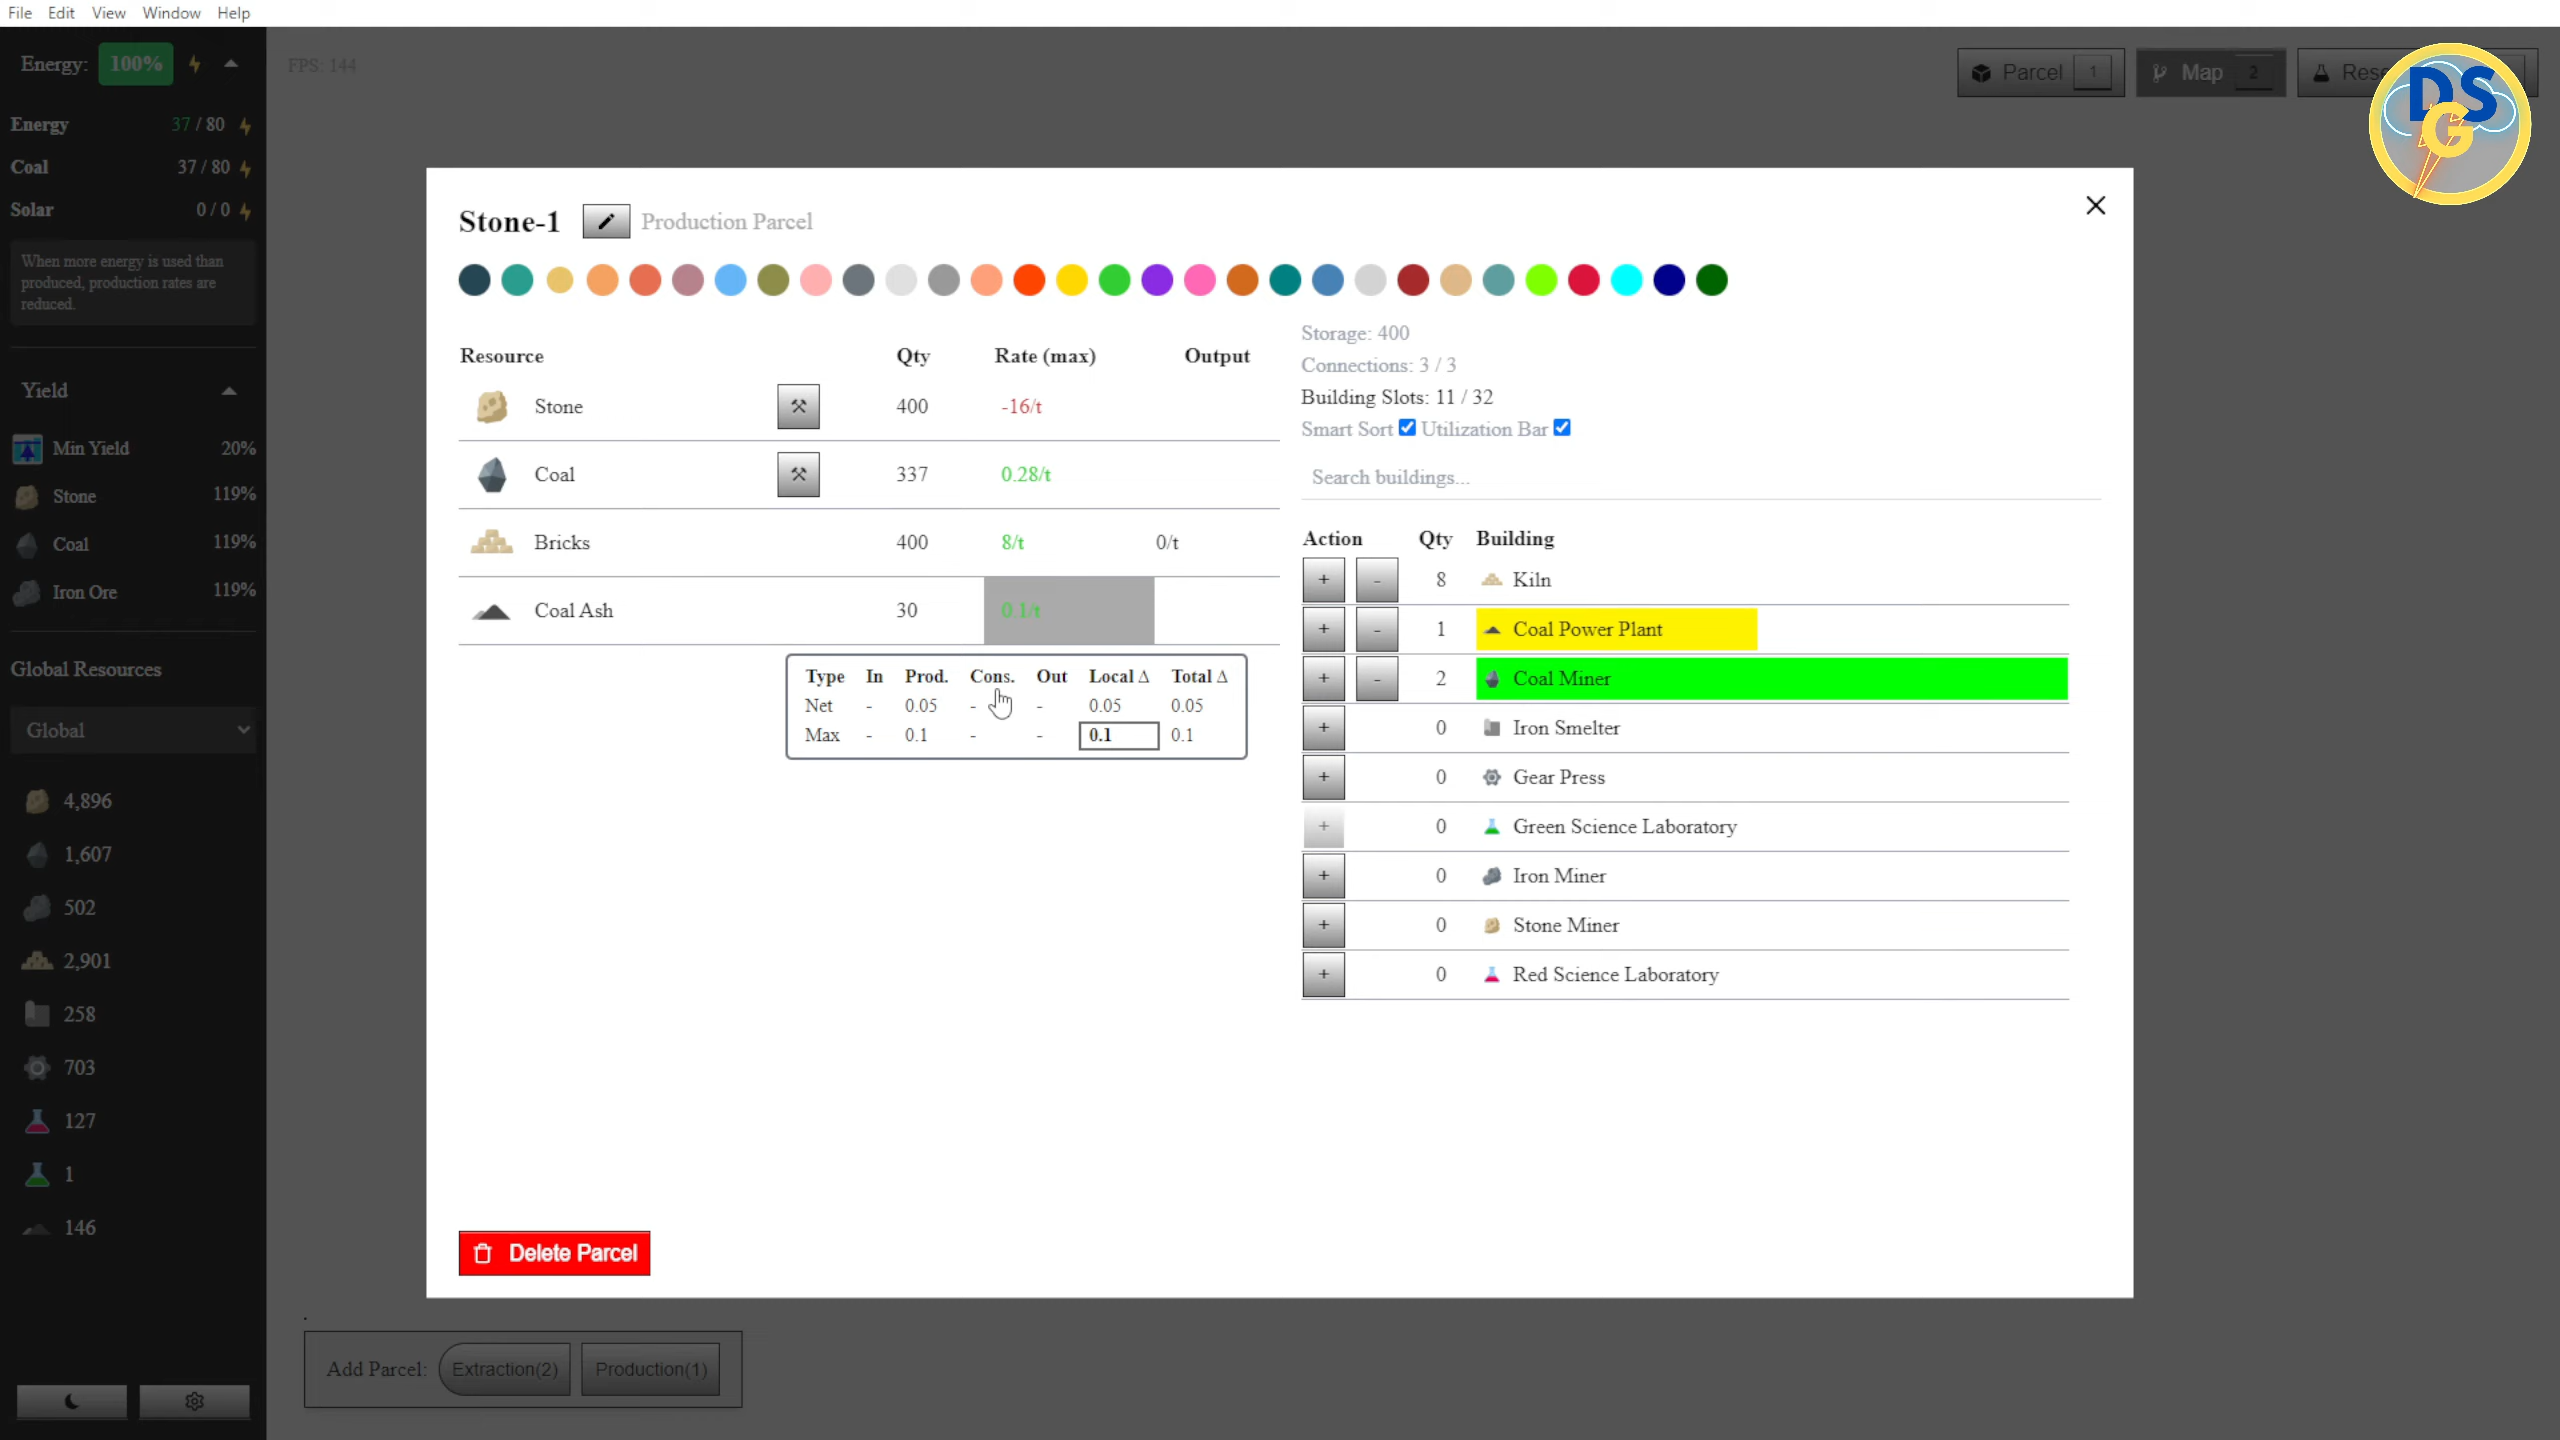 File Edit View Window Help
Energy: 100%
Energy 37 / 80
Coal 37 / 80
Solar 0 / 0
When more energy is used than
produced, production rates are
reduced.
Yield
Min Yield 20%
Stone 119%
Coal 119%
Iron Ore 119%
Global Resources
Global
4,896
1,607
502
2,901
258
703
127
1
146
FPS: 144
Parcel 1
Map 2
DSG
Stone-1 Production Parcel
Resource Qty Rate (max) Output
Stone 400 -16/t
Coal 337 0.28/t
Bricks 400 8/t 0/t
Coal Ash 30 0.1/t
Type In Prod. Cons. Out Local Δ Total Δ
Net - 0.05 - - 0.05 0.05
Max - 0.1 - - 0.1 0.1
Storage: 400
Connections: 3 / 3
Building Slots: 11 / 32
Smart Sort Utilization Bar
Search buildings...
Action Qty Building
+ - 8 Kiln
+ - 1 Coal Power Plant
+ - 2 Coal Miner
+ 0 Iron Smelter
+ 0 Gear Press
+ 0 Green Science Laboratory
+ 0 Iron Miner
+ 0 Stone Miner
+ 0 Red Science Laboratory
Delete Parcel
Add Parcel: Extraction(2) Production(1)